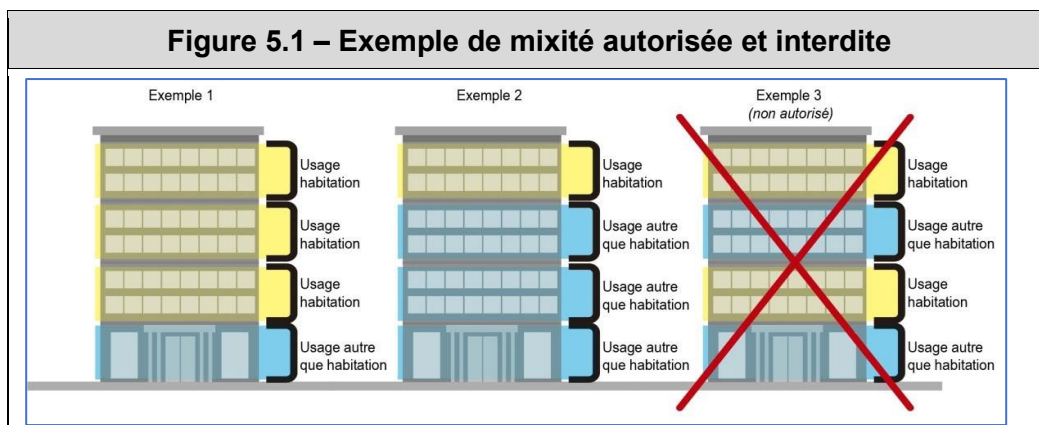 Figure 5.1 – Exemple de mixité autorisée et interdite
Exemple 1
Usage
habitation
Usage
habitation
Usage
habitation
Usage autre
que habitation
Exemple 2
Usage
habitation
Usage autre
que habitation
Usage autre
que habitation
Usage autre
que habitation
Exemple 3
(non autorisé)
Usage
habitation
Usage autre
que habitation
Usage
habitation
Usage autre
que habitation